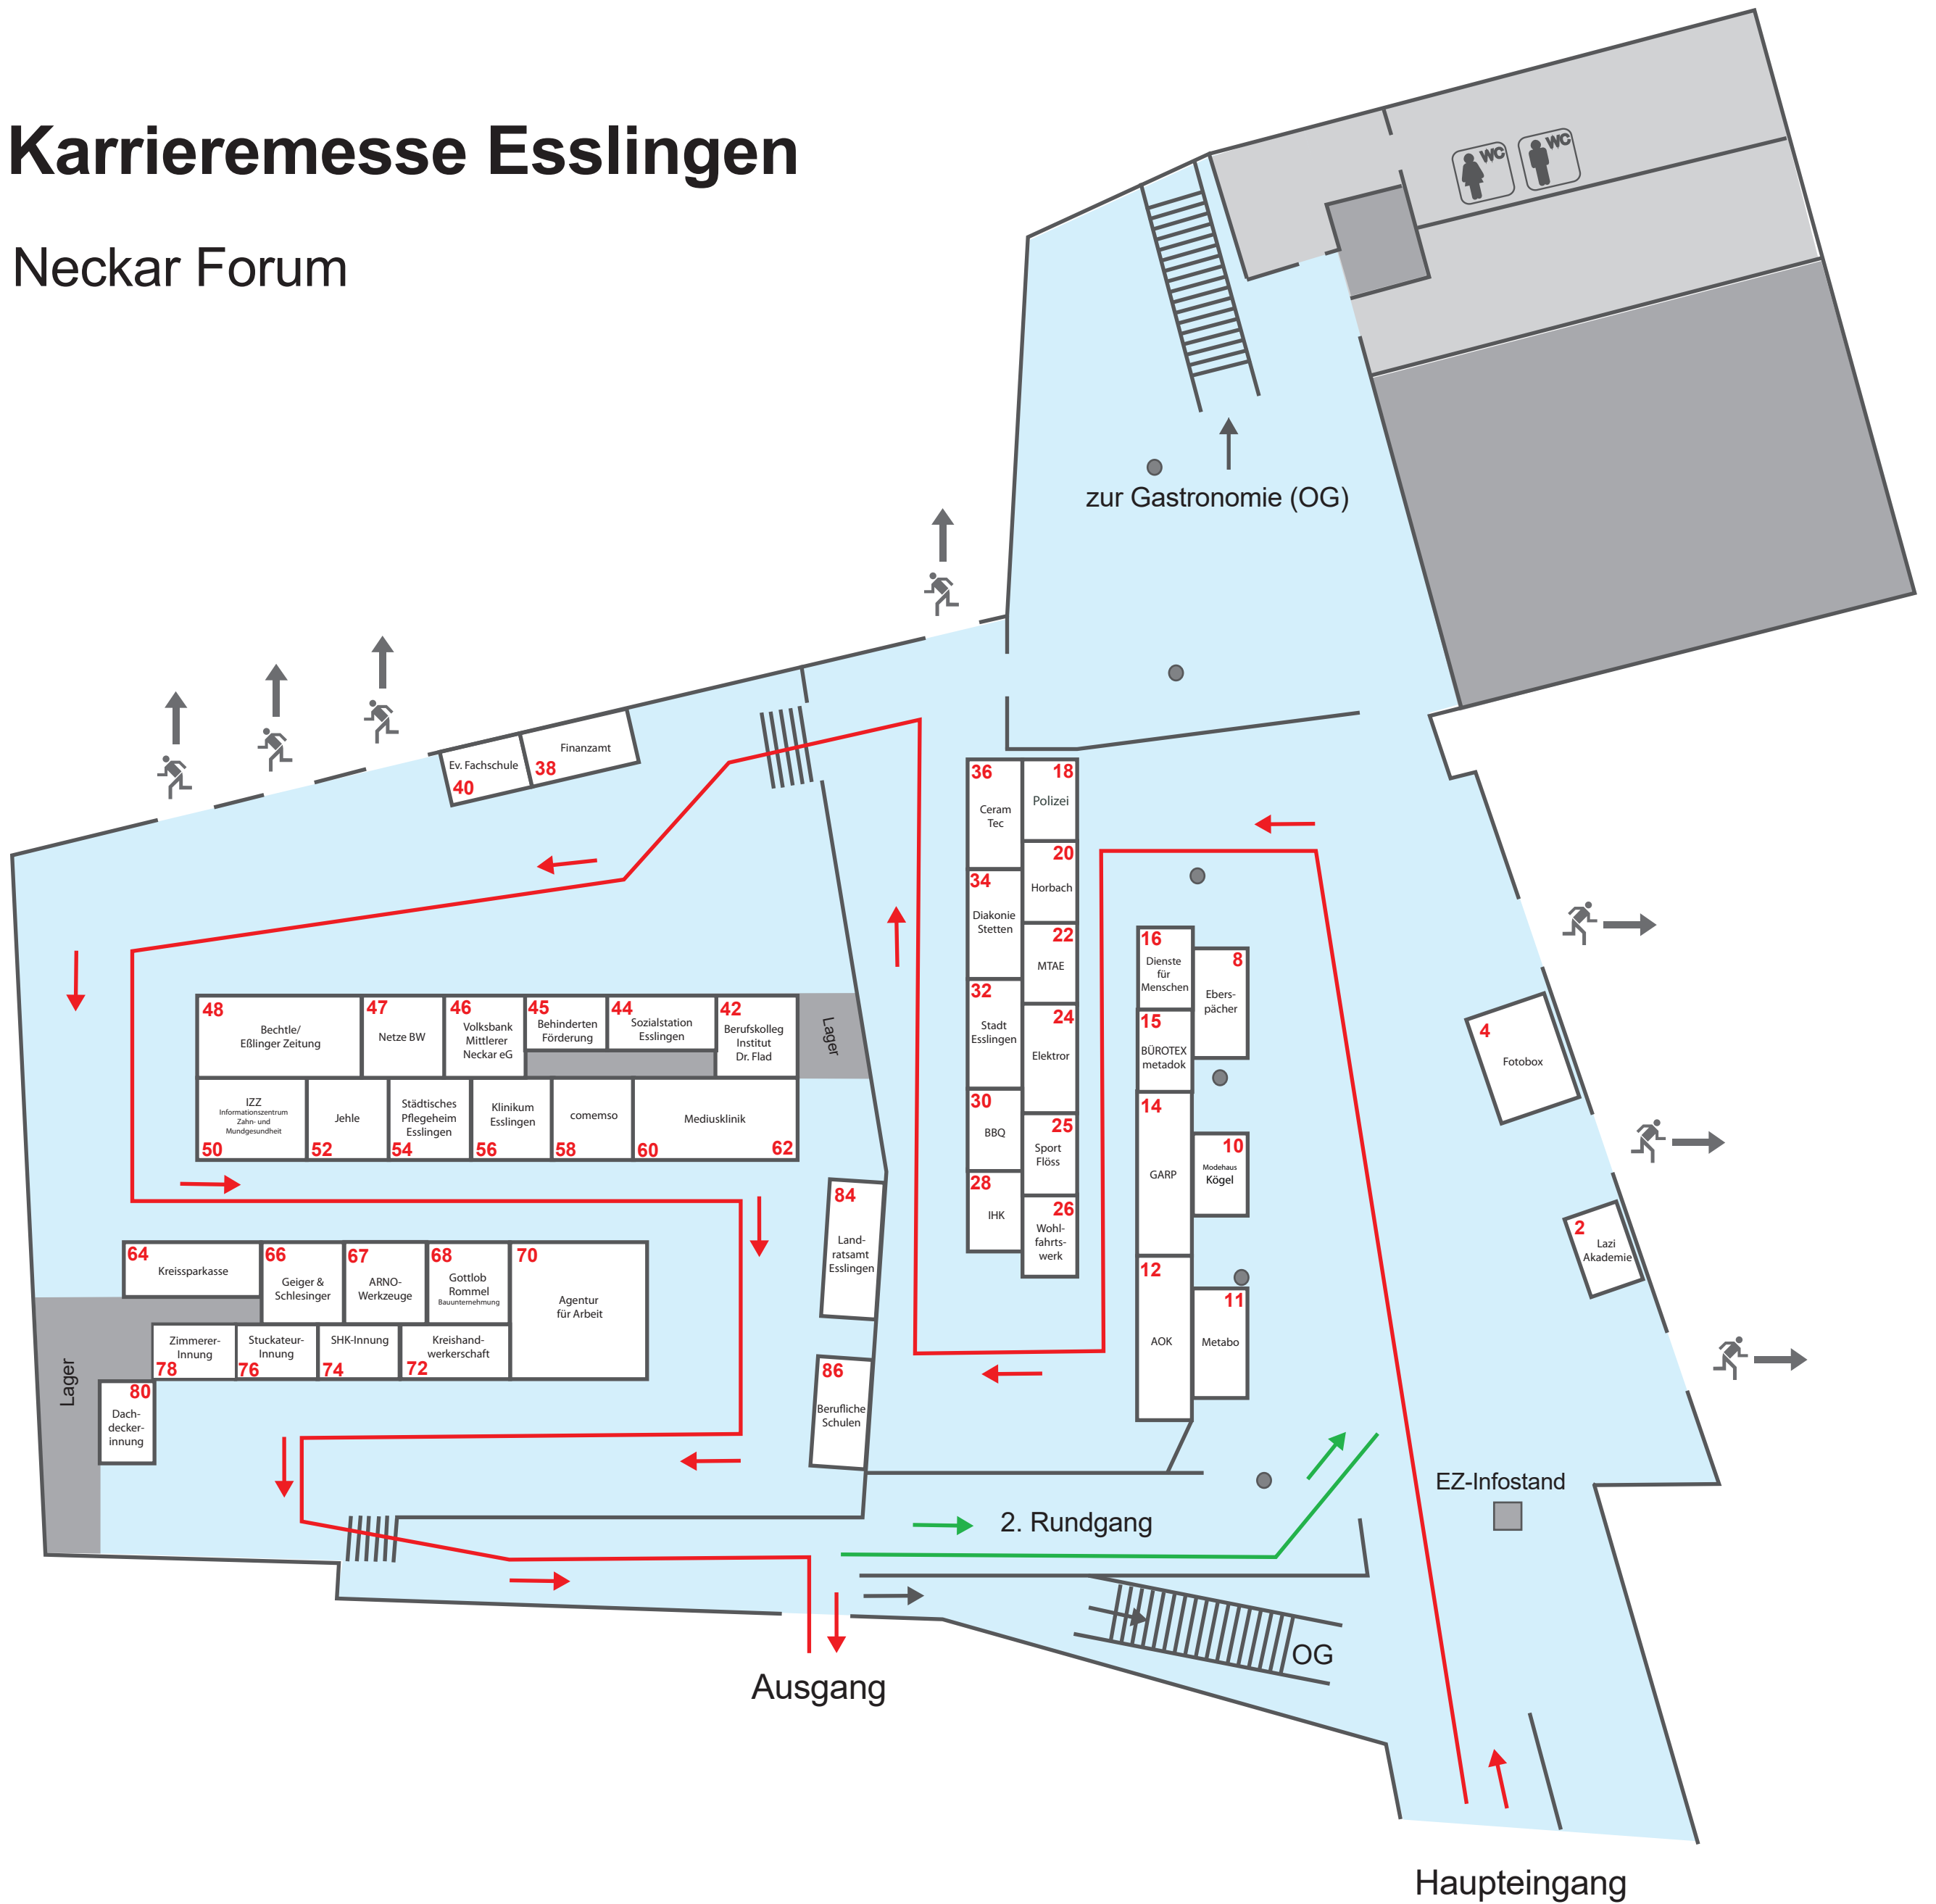 Karrieremesse Esslingen
Neckar Forum
WC
WC
zur Gastronomie (OG)
Ev. Fachschule
40
Finanzamt
38
36
Ceram
Tec
18
Polizei
20
Horbach
34
Diakonie
Stetten
22
MTAE
32
Stadt
Esslingen
24
Elektror
30
BBQ
25
Sport
Flöss
28
IHK
26
Wohl-
fahrts-
werk
16
Dienste
für
Menschen
8
Ebers-
pächer
15
BÜROTEX
metadok
14
GARP
10
Modehaus
Kögel
12
AOK
11
Metabo
4
Fotobox
2
Lazi
Akademie
48
Bechtle/
Eßlinger Zeitung
47
Netze BW
46
Volksbank
Mittlerer
Neckar eG
45
Behinderten
Förderung
44
Sozialstation
Esslingen
42
Berufskolleg
Institut
Dr. Flad
Lager
IZZ
Informationszentrum
Zahn- und
Mundgesundheit
50
Jehle
52
Städtisches
Pflegeheim
Esslingen
54
Klinikum
Esslingen
56
comemso
58
Mediusklinik
60
62
84
Land-
ratsamt
Esslingen
86
Berufliche
Schulen
64
Kreissparkasse
66
Geiger &
Schlesinger
67
ARNO-
Werkzeuge
68
Gottlob
Rommel
Bauunternehmung
70
Agentur
für Arbeit
Zimmerer-
Innung
78
Stuckateur-
Innung
76
SHK-Innung
74
Kreishand-
werkerschaft
72
Lager
80
Dach-
decker-
innung
EZ-Infostand
2. Rundgang
OG
Ausgang
Haupteingang